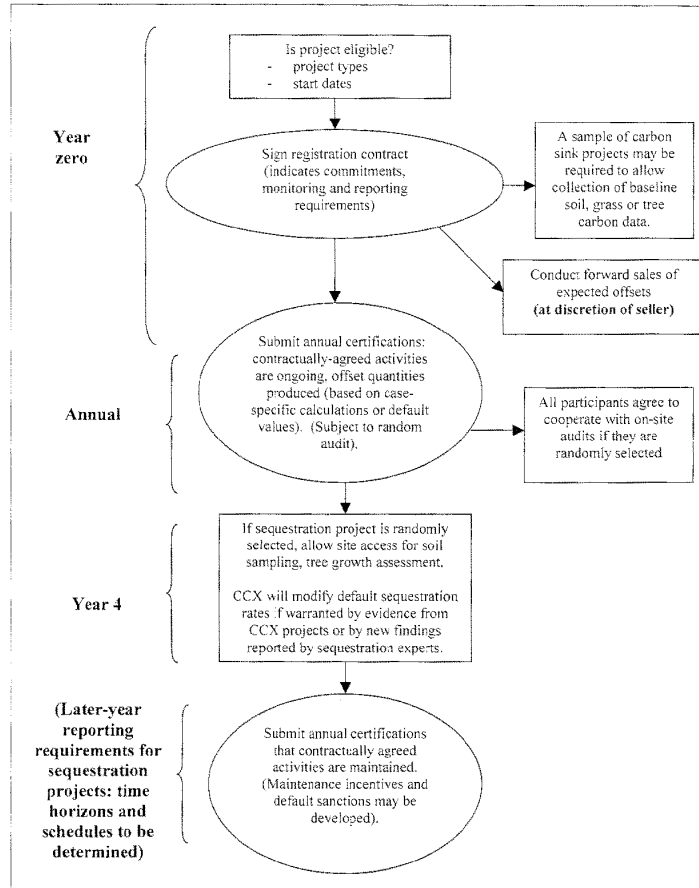 Is project eligible?
- project types
- start dates
Year
zero
Sign registration contract
(indicates commitments,
monitoring and reporting
requirements)
A sample of carbon
sink projects may be
required to allow
collection of baseline
soil, grass or tree
carbon data.
Conduct forward sales of
expected offsets
(at discretion of seller)
Submit annual certifications:
contractually-agreed activities
are ongoing, offset quantities
produced (based on case-
specific calculations or default
values). (Subject to random
audit).
Annual
All participants agree to
cooperate with on-site
audits if they are
randomly selected
If sequestration project is randomly
selected, allow site access for soil
sampling, tree growth assessment.
CCX will modify default sequestration
rates if warranted by evidence from
CCX projects or by new findings
reported by sequestration experts.
Year 4
(Later-year
reporting
requirements for
sequestration
projects: time
horizons and
schedules to be
determined)
Submit annual certifications
that contractually agreed
activities are maintained.
(Maintenance incentives and
default sanctions may be
developed).